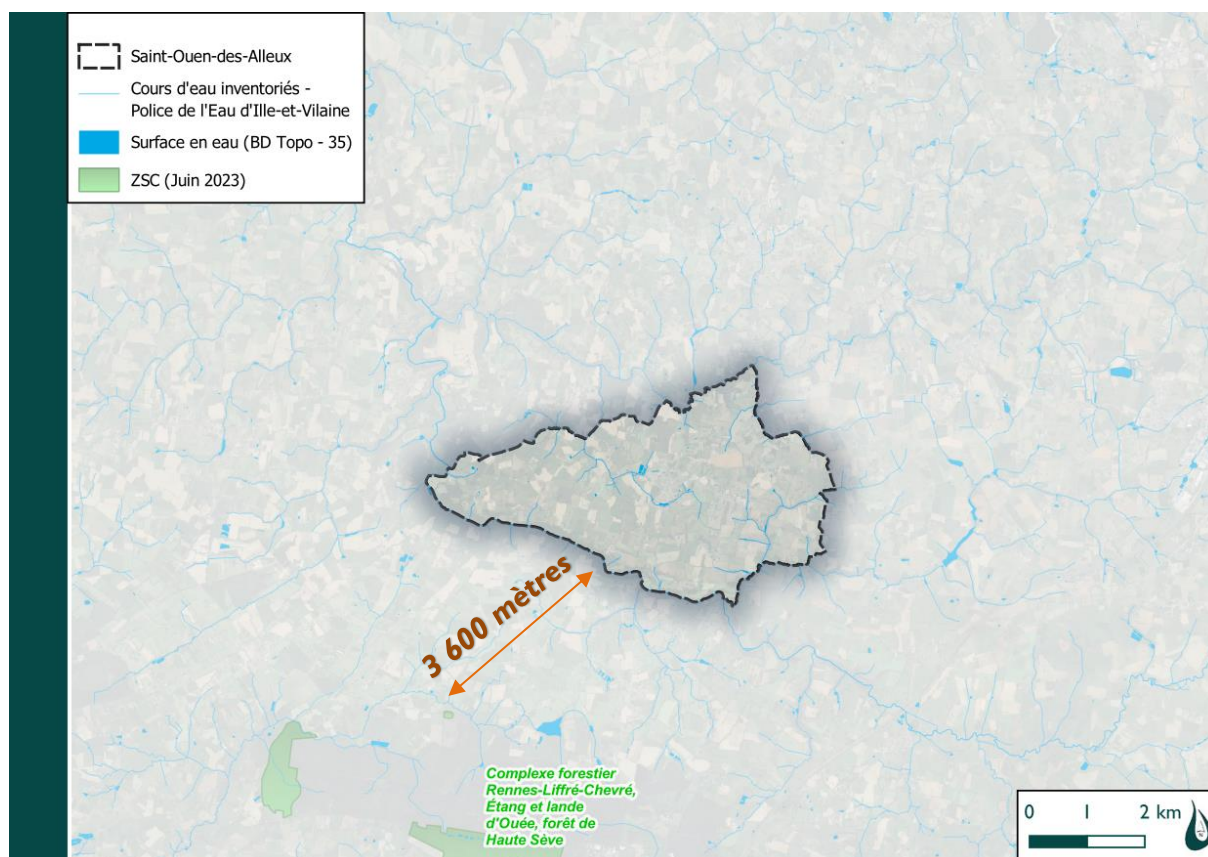 Saint-Ouen-des-Alleux
Cours d'eau inventoriés -
Police de l'Eau d'Ille-et-Vilaine
Surface en eau (BD Topo - 35)
ZSC (Juin 2023)
3 600 mètres
Complexe forestier
Rennes-Liffré-Chevré,
Étang et lande
d'Ouée, forêt de
Haute Sève
0 1 2 km